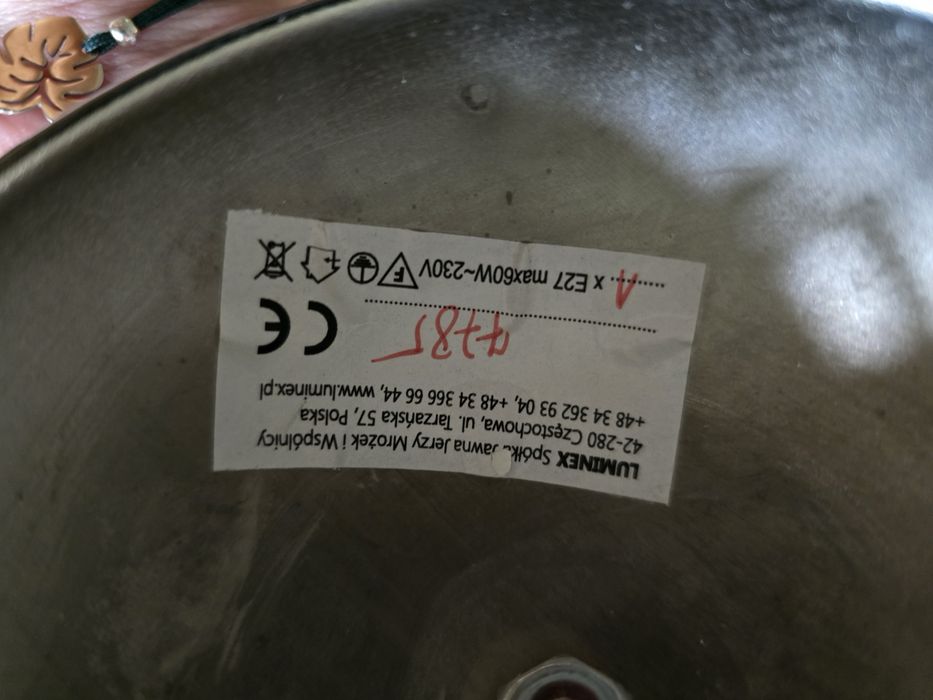 LUMINEX Spółka Jawna Jerzy Mrożek i Wspólnicy
42-280 Częstochowa, ul. Tarzańska 57, Polska
+48 34 362 93 04, +48 34 366 66 44, www.luminex.pl
4785
CE
1 x E27 max60W~230V F